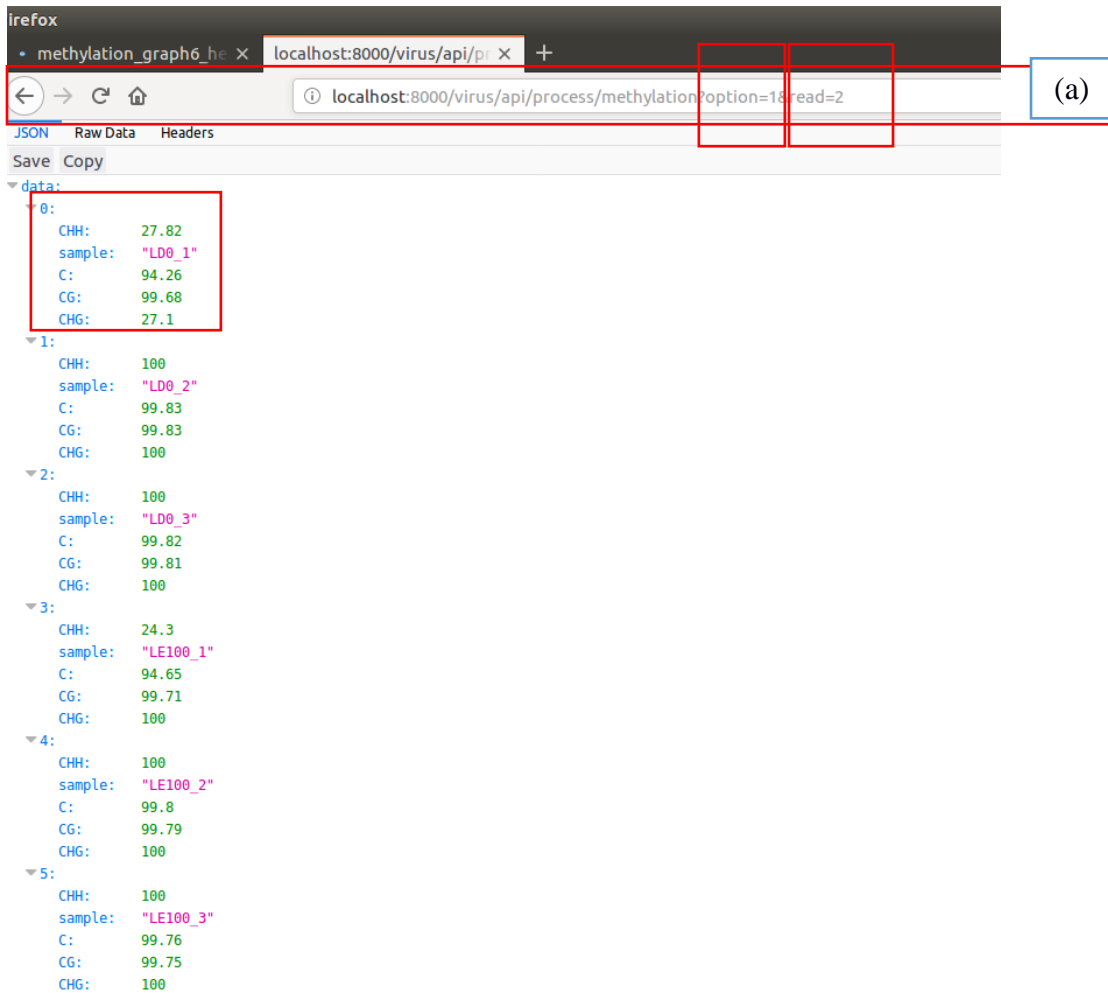 irefox
• methylation_graph6_he × localhost:8000/virus/api/pr × +
localhost:8000/virus/api/process/methylation?option=1&read=2
(a)
JSON Raw Data Headers
Save Copy
data:
0:
CHH: 27.82
sample: "LD0_1"
C: 94.26
CG: 99.68
CHG: 27.1
1:
CHH: 100
sample: "LD0_2"
C: 99.83
CG: 99.83
CHG: 100
2:
CHH: 100
sample: "LD0_3"
C: 99.82
CG: 99.81
CHG: 100
3:
CHH: 24.3
sample: "LE100_1"
C: 94.65
CG: 99.71
CHG: 100
4:
CHH: 100
sample: "LE100_2"
C: 99.8
CG: 99.79
CHG: 100
5:
CHH: 100
sample: "LE100_3"
C: 99.76
CG: 99.75
CHG: 100